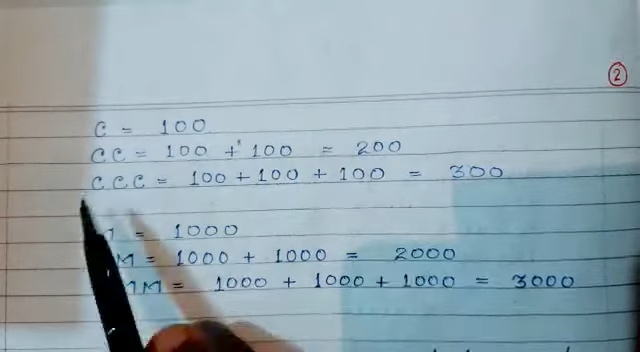 2
C = 100
CC = 100 + 100 = 200
CCC = 100 + 100 + 100 = 300
M = 1000
M = 1000 + 1000 = 2000
MM = 1000 + 1000 + 1000 = 3000